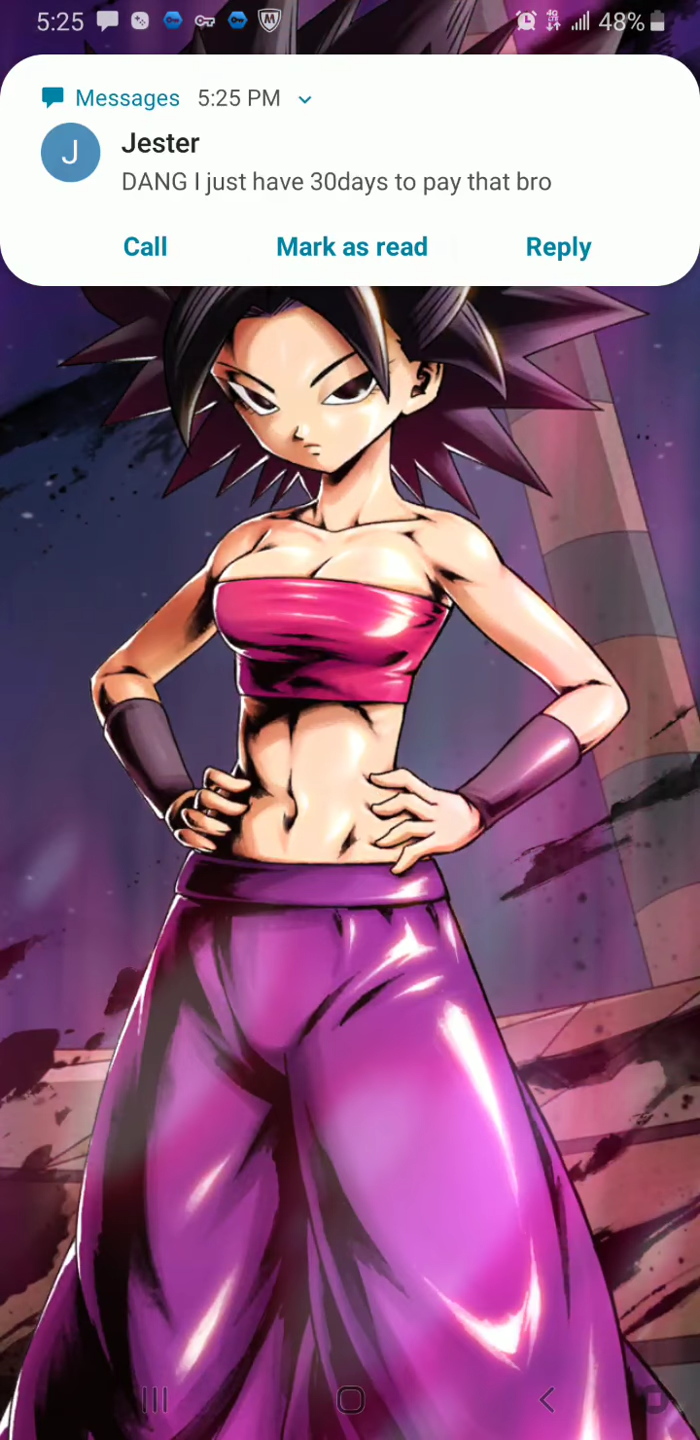 5:25 48%
Messages 5:25 PM
J
Jester
DANG I just have 30days to pay that bro
Call Mark as read Reply